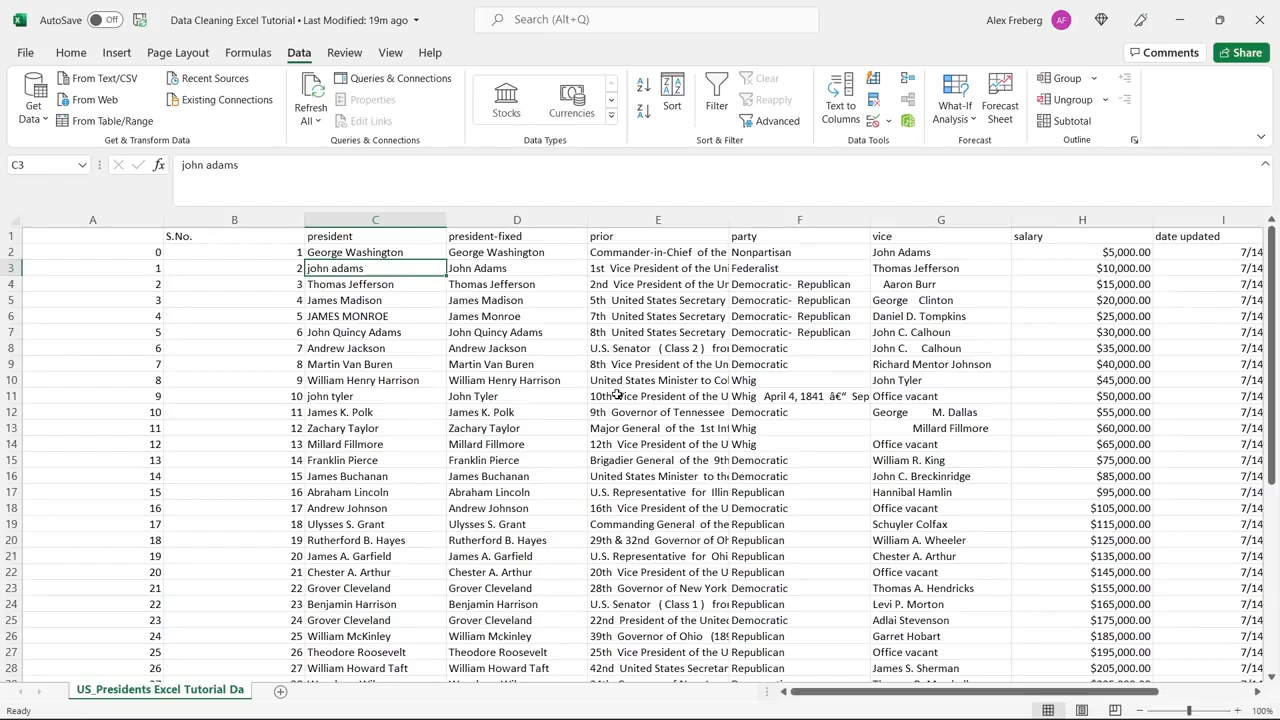 AutoSave Off Data Cleaning Excel Tutorial • Last Modified: 19m ago Search (Alt+Q) Alex Freberg AF
File Home Insert Page Layout Formulas Data Review View Help Comments Share
Get Data From Text/CSV From Web From Table/Range Recent Sources Existing Connections
Refresh All Queries & Connections Properties Edit Links
Stocks Currencies
Sort Filter Clear Reapply Advanced
Text to Columns
What-If Analysis Forecast Sheet
Group Ungroup Subtotal
Get & Transform Data Queries & Connections Data Types Sort & Filter Data Tools Forecast Outline
C3 fx john adams
A B C D E F G H I
1 S.No. president president-fixed prior party vice salary date updated
2 0 1 George Washington George Washington Commander-in-Chief of the Nonpartisan John Adams $5,000.00 7/14
3 1 2 john adams John Adams 1st Vice President of the Uni Federalist Thomas Jefferson $10,000.00 7/14
4 2 3 Thomas Jefferson Thomas Jefferson 2nd Vice President of the Ur Democratic- Republican Aaron Burr $15,000.00 7/14
5 3 4 James Madison James Madison 5th United States Secretary Democratic- Republican George Clinton $20,000.00 7/14
6 4 5 JAMES MONROE James Monroe 7th United States Secretary Democratic- Republican Daniel D. Tompkins $25,000.00 7/14
7 5 6 John Quincy Adams John Quincy Adams 8th United States Secretary Democratic- Republican John C. Calhoun $30,000.00 7/14
8 6 7 Andrew Jackson Andrew Jackson U.S. Senator ( Class 2 ) fro Democratic John C. Calhoun $35,000.00 7/14
9 7 8 Martin Van Buren Martin Van Buren 8th Vice President of the Un Democratic Richard Mentor Johnson $40,000.00 7/14
10 8 9 William Henry Harrison William Henry Harrison United States Minister to Col Whig John Tyler $45,000.00 7/14
11 9 10 john tyler John Tyler 10th Vice President of the U Whig April 4, 1841 â€“ Sep Office vacant $50,000.00 7/14
12 10 11 James K. Polk James K. Polk 9th Governor of Tennessee Democratic George M. Dallas $55,000.00 7/14
13 11 12 Zachary Taylor Zachary Taylor Major General of the 1st Inf Whig Millard Fillmore $60,000.00 7/14
14 12 13 Millard Fillmore Millard Fillmore 12th Vice President of the U Whig Office vacant $65,000.00 7/14
15 13 14 Franklin Pierce Franklin Pierce Brigadier General of the 9th Democratic William R. King $75,000.00 7/14
16 14 15 James Buchanan James Buchanan United States Minister to the Democratic John C. Breckinridge $85,000.00 7/14
17 15 16 Abraham Lincoln Abraham Lincoln U.S. Representative for Illin Republican Hannibal Hamlin $95,000.00 7/14
18 16 17 Andrew Johnson Andrew Johnson 16th Vice President of the U Democratic Office vacant $105,000.00 7/14
19 17 18 Ulysses S. Grant Ulysses S. Grant Commanding General of the Republican Schuyler Colfax $115,000.00 7/14
20 18 19 Rutherford B. Hayes Rutherford B. Hayes 29th & 32nd Governor of Oh Republican William A. Wheeler $125,000.00 7/14
21 19 20 James A. Garfield James A. Garfield U.S. Representative for Ohi Republican Chester A. Arthur $135,000.00 7/14
22 20 21 Chester A. Arthur Chester A. Arthur 20th Vice President of the U Republican Office vacant $145,000.00 7/14
23 21 22 Grover Cleveland Grover Cleveland 28th Governor of New York Democratic Thomas A. Hendricks $155,000.00 7/14
24 22 23 Benjamin Harrison Benjamin Harrison U.S. Senator ( Class 1 ) fro Republican Levi P. Morton $165,000.00 7/14
25 23 24 Grover Cleveland Grover Cleveland 22nd President of the United Democratic Adlai Stevenson $175,000.00 7/14
26 24 25 William McKinley William Mckinley 39th Governor of Ohio (189 Republican Garret Hobart $185,000.00 7/14
27 25 26 Theodore Roosevelt Theodore Roosevelt 25th Vice President of the U Republican Office vacant $195,000.00 7/14
28 26 27 William Howard Taft William Howard Taft 42nd United States Secretar Republican James S. Sherman $205,000.00 7/14
US_Presidents Excel Tutorial Da
Ready 100%